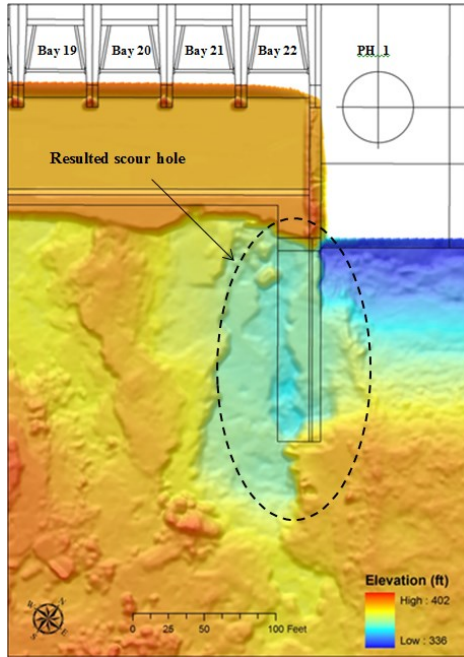 Bay 19 Bay 20 Bay 21 Bay 22 PH 1
Resulted scour hole
Elevation (ft)
High : 402
Low : 336
0 25 50 100 Feet
N
E
S
W